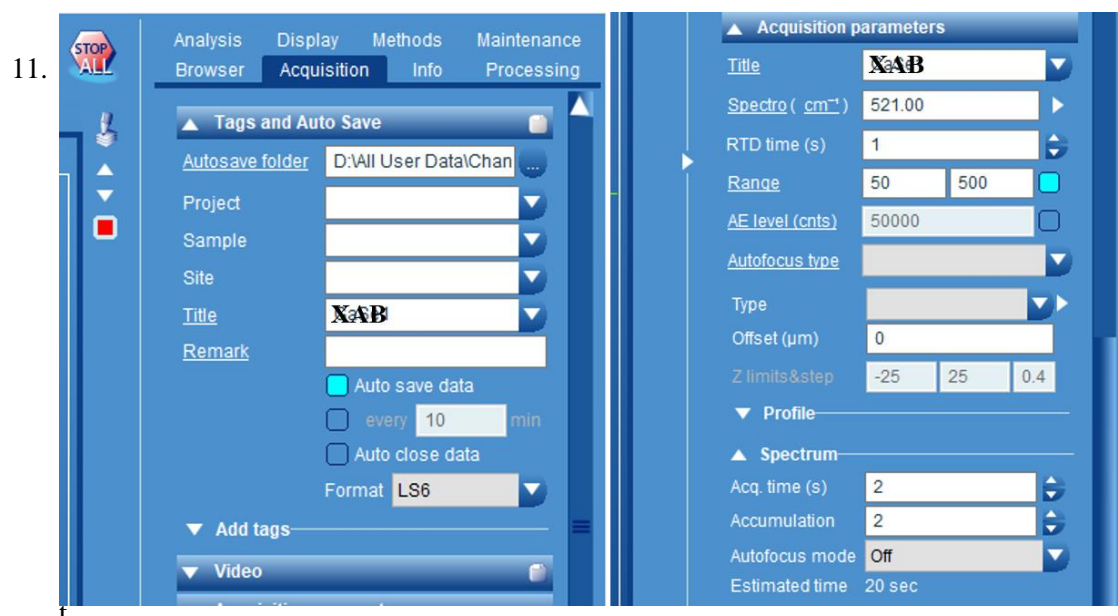 11.
STOP
ALL
Analysis Display Methods Maintenance
Browser Acquisition Info Processing
Tags and Auto Save
Autosave folder D:\All User Data\Chan ...
Project
Sample
Site
Title XAB
Remark
Auto save data
every 10 min
Auto close data
Format LS6
Add tags
Video
Acquisition parameters
Title XAB
Spectro ( cm⁻¹ ) 521.00
RTD time (s) 1
Range 50 500
AE level (cnts) 50000
Autofocus type
Type
Offset (µm) 0
Z limits&step -25 25 0.4
Profile
Spectrum
Acq. time (s) 2
Accumulation 2
Autofocus mode Off
Estimated time 20 sec